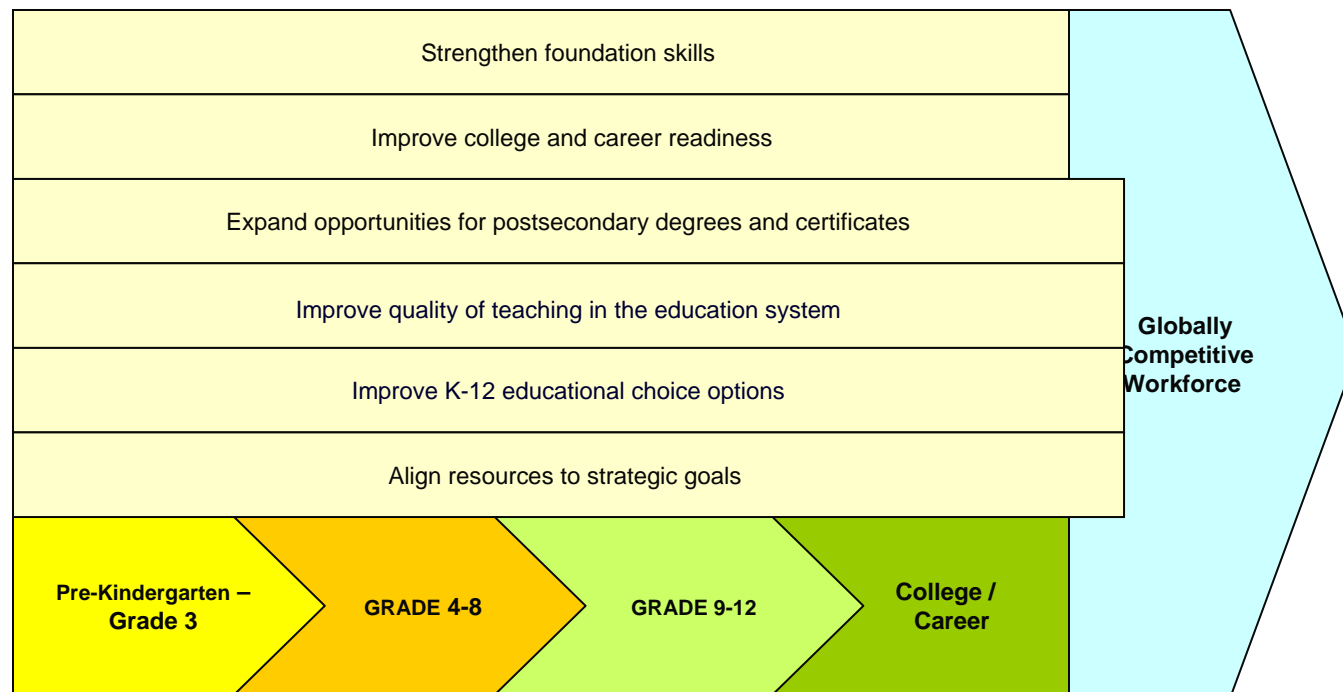 Strengthen foundation skills
Improve college and career readiness
Expand opportunities for postsecondary degrees and certificates
Improve quality of teaching in the education system
Improve K-12 educational choice options
Align resources to strategic goals
Globally
Competitive
Workforce
Pre-Kindergarten –
Grade 3
GRADE 4-8
GRADE 9-12
College /
Career